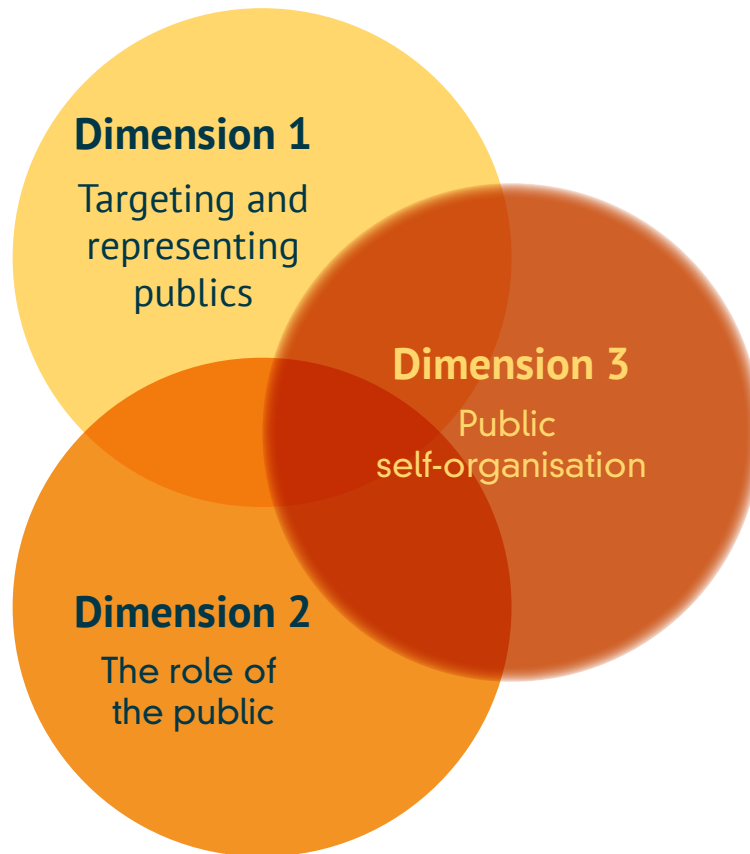 Dimension 1
Targeting and
representing
publics
Dimension 3
Public
self-organisation
Dimension 2
The role of
the public